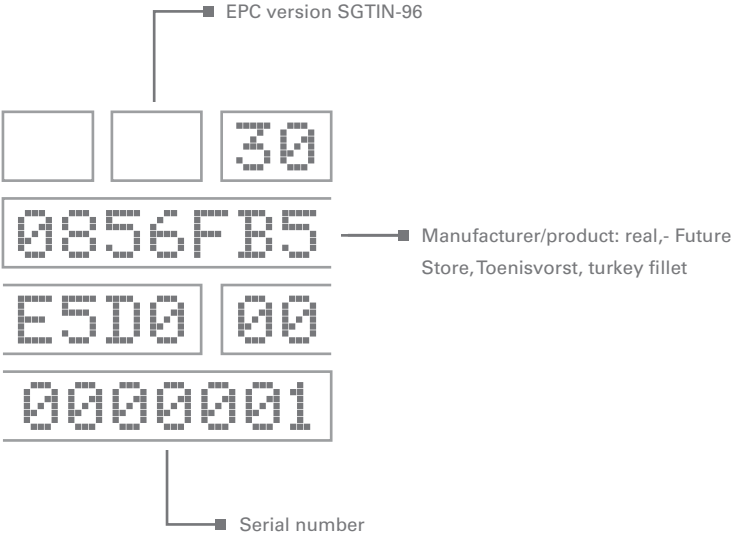 EPC version SGTIN-96
30
0856FB5
Manufacturer/product: real,- Future
Store, Toenisvorst, turkey fillet
E5D0 00
0000001
Serial number